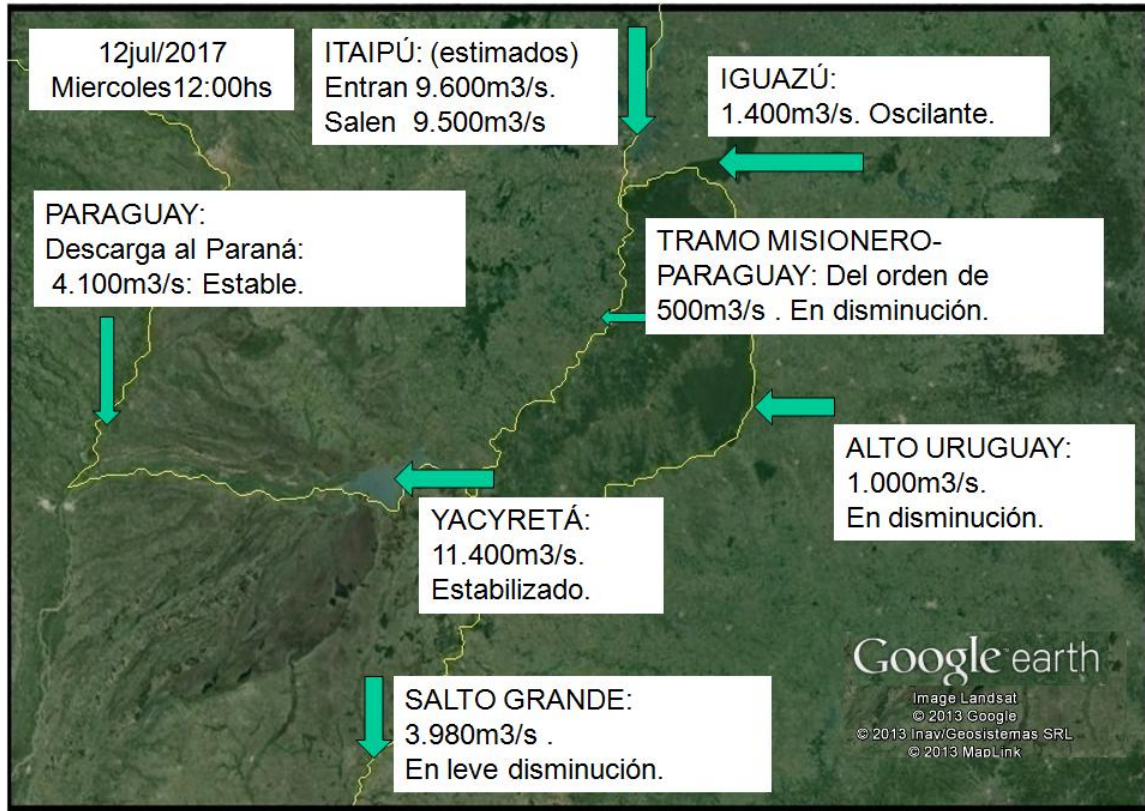 12jul/2017
Miercoles12:00hs
ITAIPÚ: (estimados)
Entran 9.600m3/s.
Salen 9.500m3/s
IGUAZÚ:
1.400m3/s. Oscilante.
PARAGUAY:
Descarga al Paraná:
4.100m3/s: Estable.
TRAMO MISIONERO-
PARAGUAY: Del orden de
500m3/s . En disminución.
ALTO URUGUAY:
1.000m3/s.
En disminución.
YACYRETÁ:
11.400m3/s.
Estabilizado.
SALTO GRANDE:
3.980m3/s .
En leve disminución.
Google earth
Image Landsat
© 2013 Google
© 2013 Inav/Geosistemas SRL
© 2013 MapLink